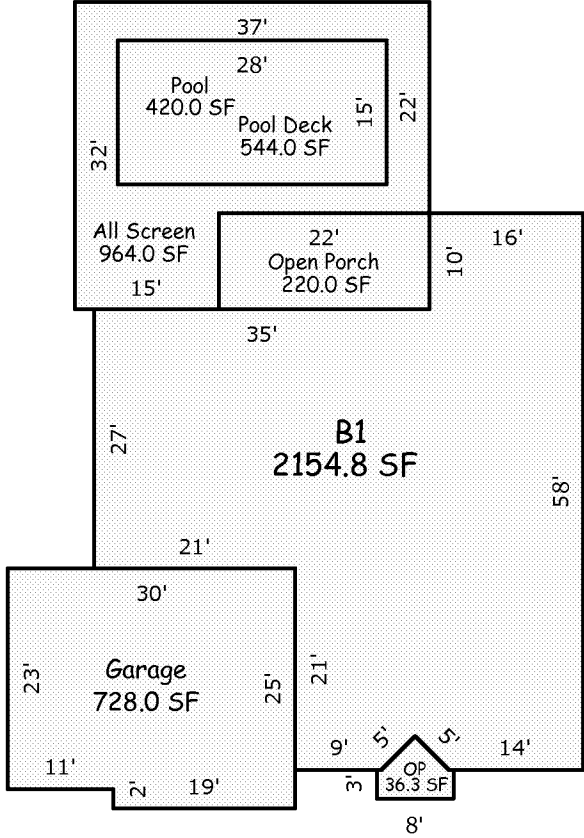 37'
28'
Pool
420.0 SF
Pool Deck
544.0 SF
15'
22'
32'
All Screen
964.0 SF
15'
22'
Open Porch
220.0 SF
10'
16'
35'
27'
B1
2154.8 SF
58'
21'
30'
23'
Garage
728.0 SF
25'
21'
11'
2'
19'
9'
5'
5'
14'
3'
OP
36.3 SF
8'